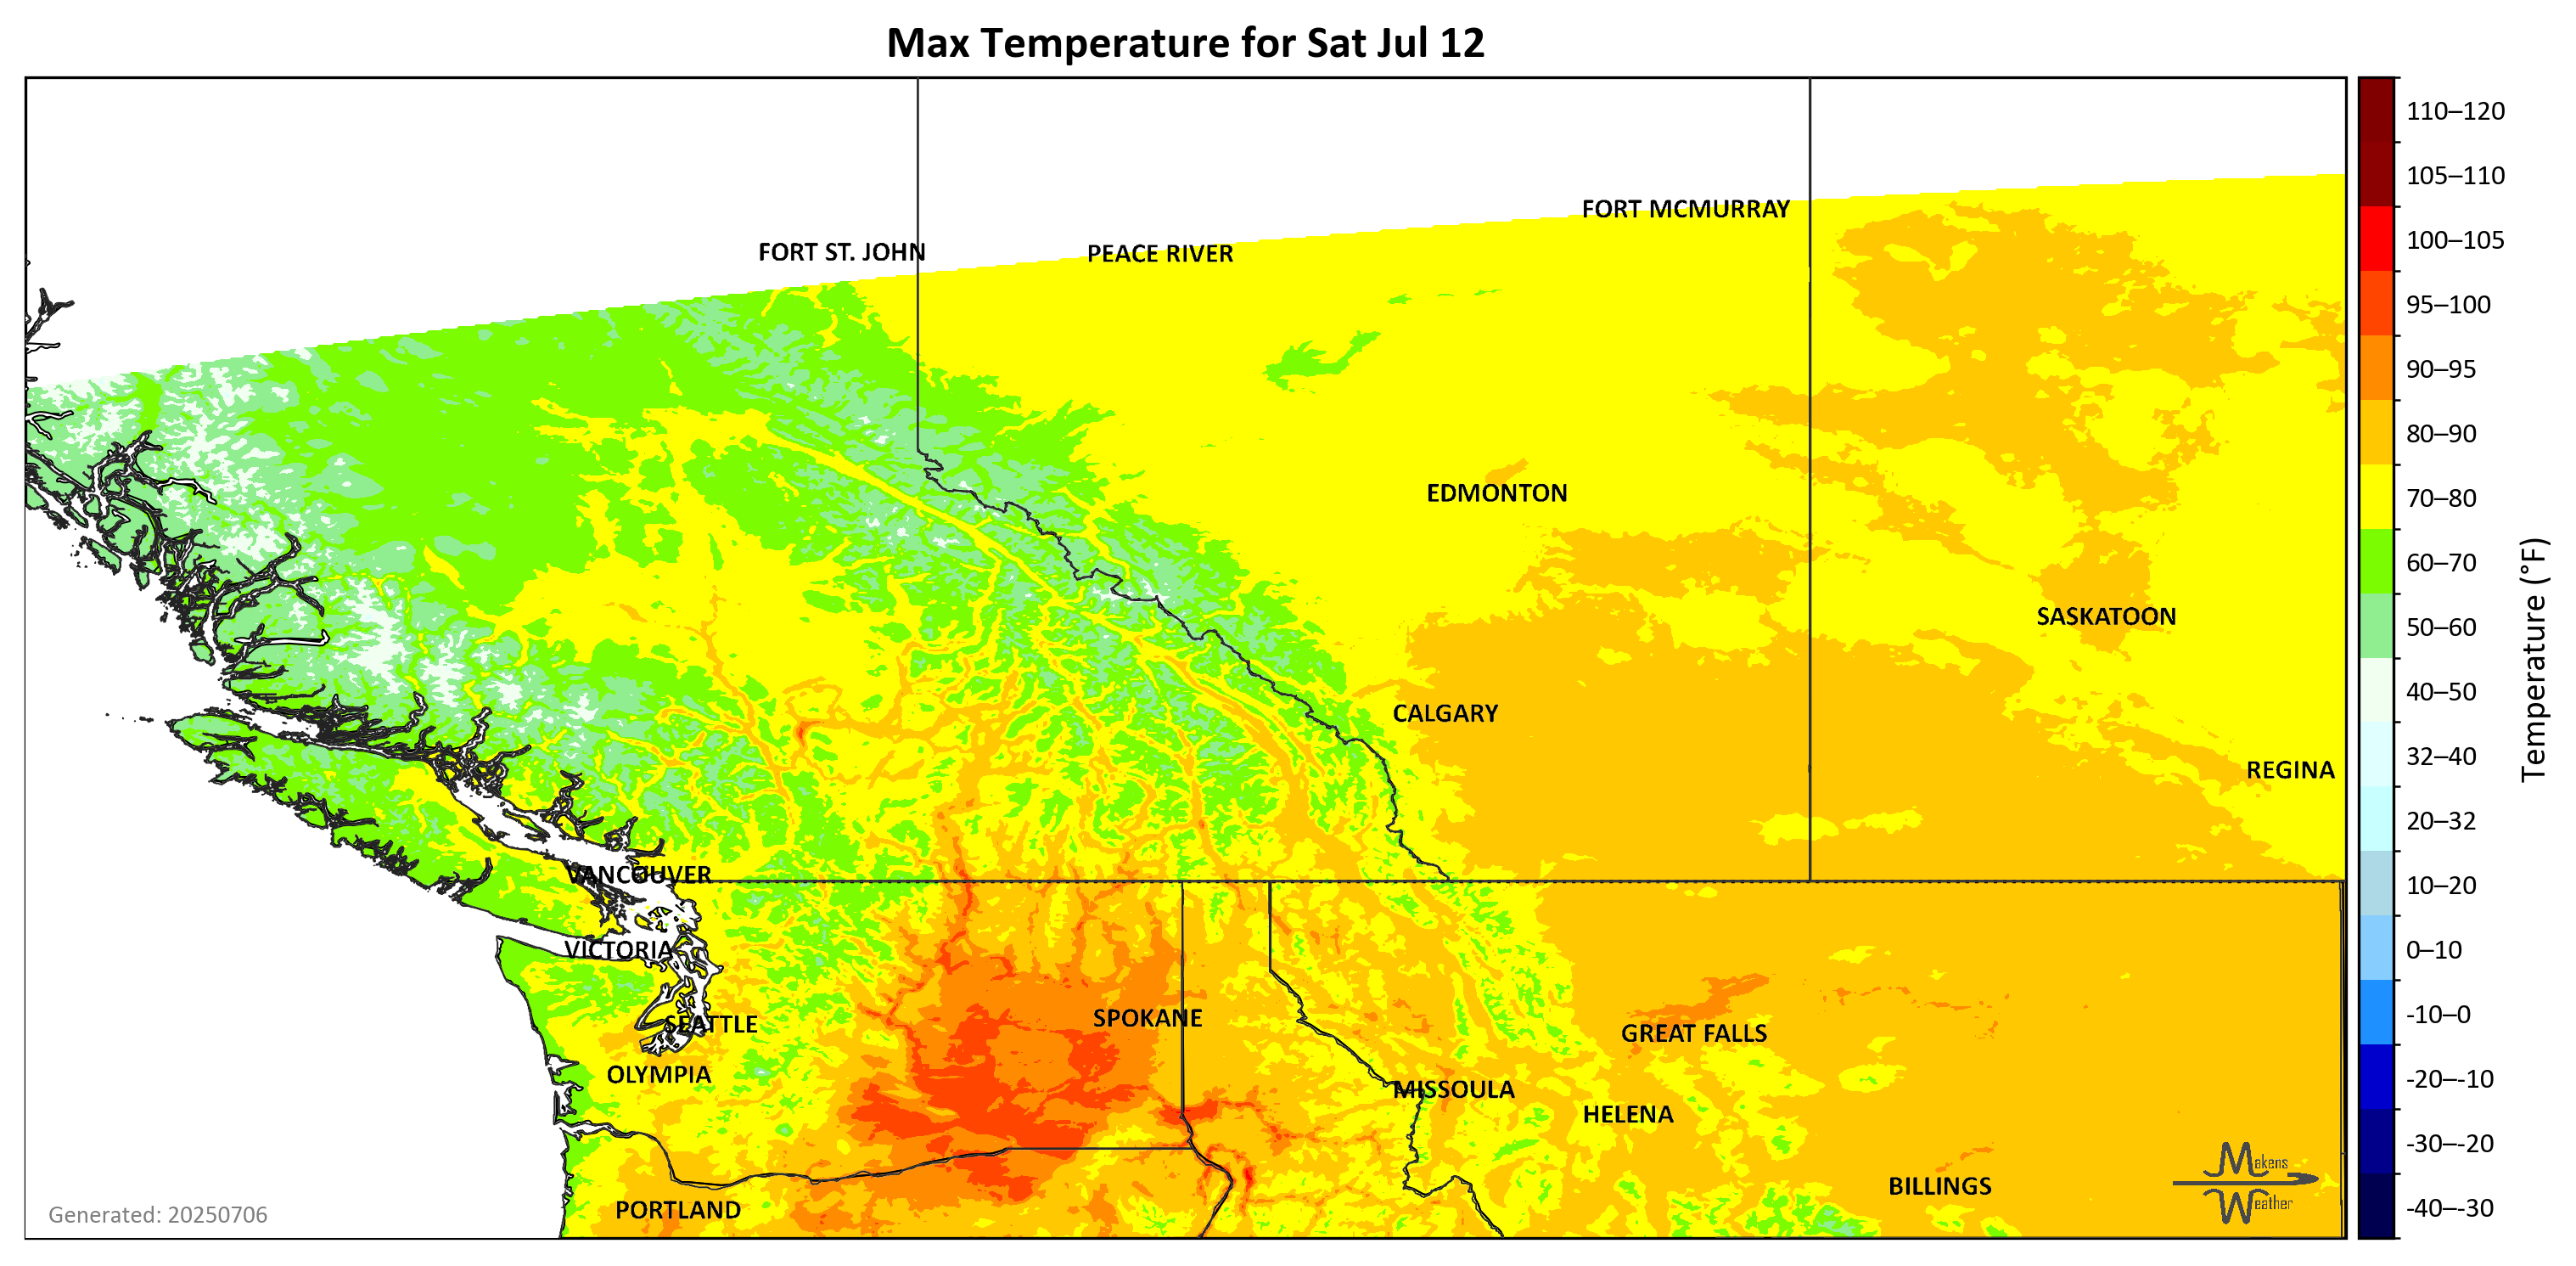 Max Temperature for Sat Jul 12
FORT MCMURRAY
FORT ST. JOHN
PEACE RIVER
EDMONTON
SASKATOON
CALGARY
REGINA
VANCOUVER
VICTORIA
SEATTLE
SPOKANE
GREAT FALLS
OLYMPIA
MISSOULA
HELENA
BILLINGS
PORTLAND
Generated: 20250706
Makens
Weather
110–120
105–110
100–105
95–100
90–95
80–90
70–80
60–70
50–60
40–50
32–40
20–32
10–20
0–10
-10–0
-20–-10
-30–-20
-40–-30
Temperature (°F)